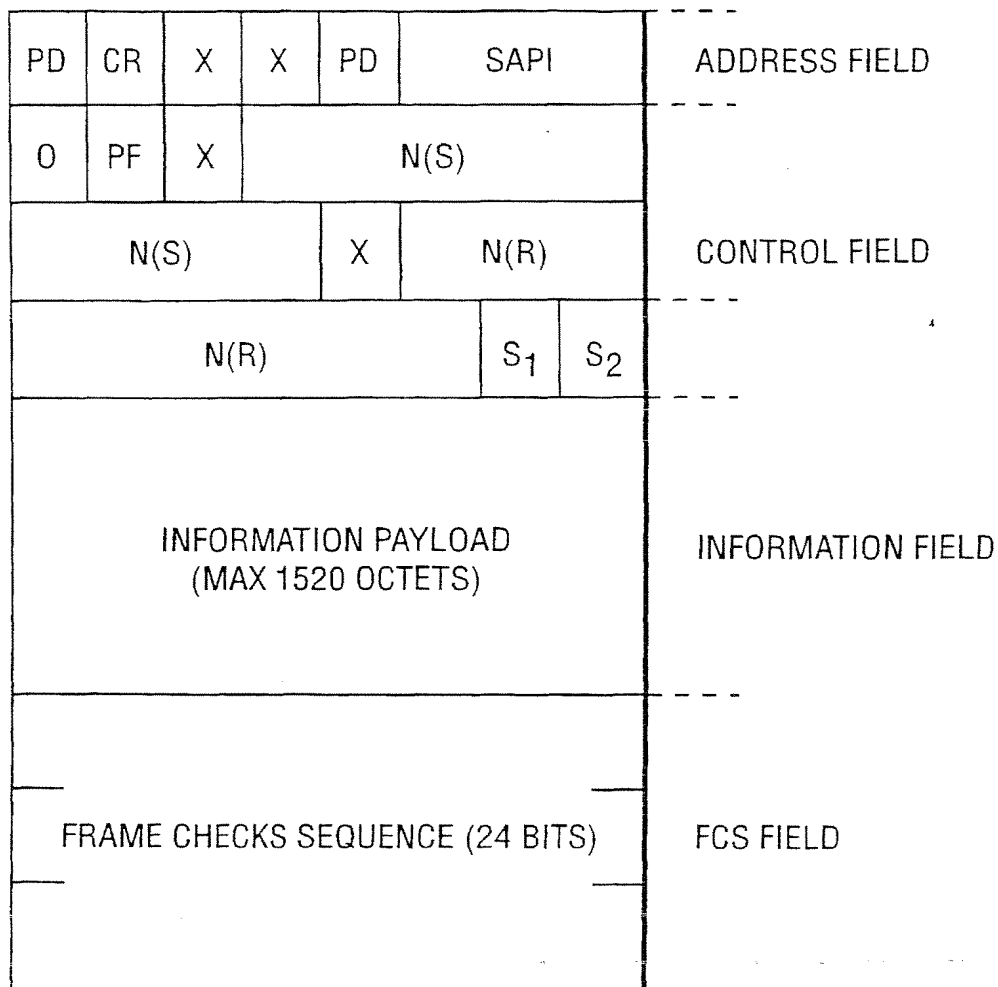 PD CR X X PD SAPI ADDRESS FIELD
O PF X N(S)
N(S) X N(R) CONTROL FIELD
N(R) S1 S2
INFORMATION PAYLOAD
(MAX 1520 OCTETS) INFORMATION FIELD
FRAME CHECKS SEQUENCE (24 BITS) FCS FIELD